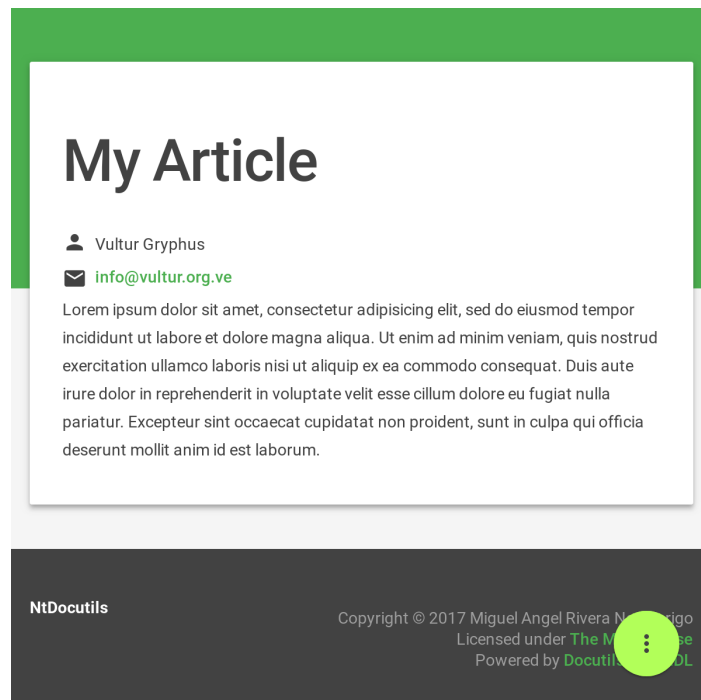 My Article
Vultur Gryphus
info@vultur.org.ve
Lorem ipsum dolor sit amet, consectetur adipisicing elit, sed do eiusmod tempor
incididunt ut labore et dolore magna aliqua. Ut enim ad minim veniam, quis nostrud
exercitation ullamco laboris nisi ut aliquip ex ea commodo consequat. Duis aute
irure dolor in reprehenderit in voluptate velit esse cillum dolore eu fugiat nulla
pariatur. Excepteur sint occaecat cupidatat non proident, sunt in culpa qui officia
deserunt mollit anim id est laborum.
NtDocutils
Copyright © 2017 Miguel Angel Rivera
Licensed under The
Powered by